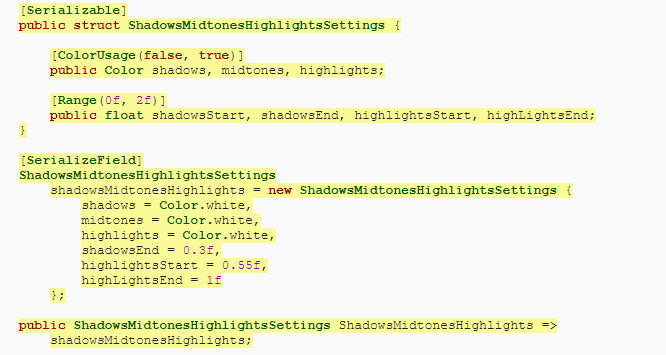 [Serializable]
public struct ShadowsMidtonesHighlightsSettings {
[ColorUsage(false, true)]
public Color shadows, midtones, highlights;
[Range(0f, 2f)]
public float shadowsStart, shadowsEnd, highlightsStart, highLightsEnd;
}
[SerializeField]
ShadowsMidtonesHighlightsSettings
shadowsMidtonesHighlights = new ShadowsMidtonesHighlightsSettings {
shadows = Color.white,
midtones = Color.white,
highlights = Color.white,
shadowsEnd = 0.3f,
highlightsStart = 0.55f,
highLightsEnd = 1f
};
public ShadowsMidtonesHighlightsSettings ShadowsMidtonesHighlights =>
shadowsMidtonesHighlights;